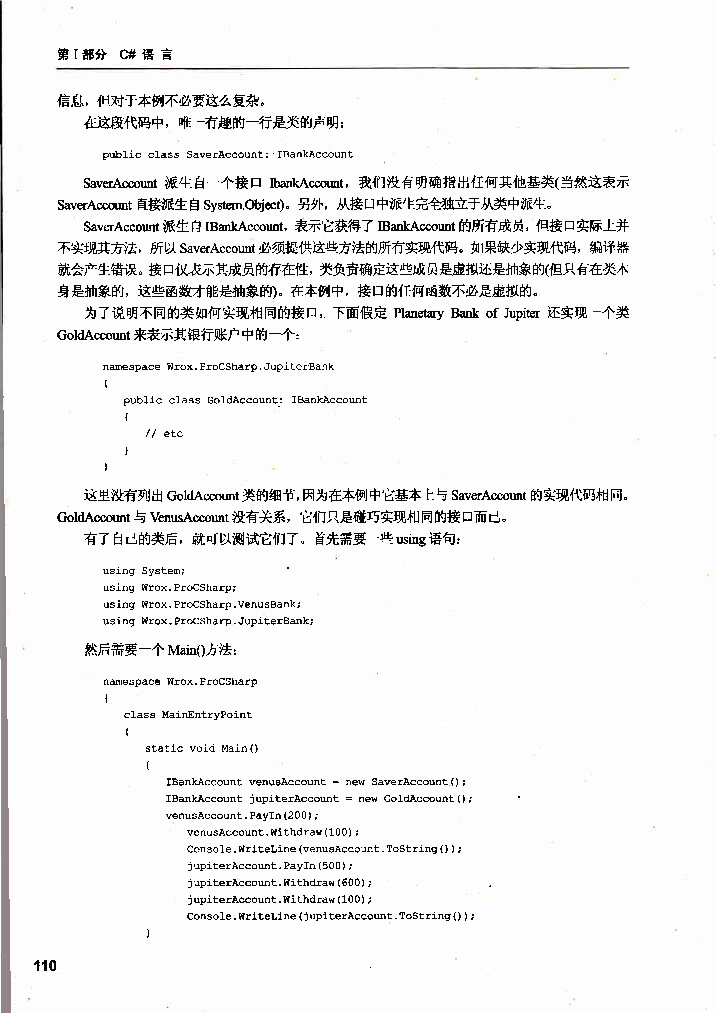 第 I 部分 C# 语 言
信息，但对于本例不必要这么复杂。
在这段代码中，唯一有趣的一行是类的声明：
public class SaverAccount: IBankAccount
SaverAccount 派生自一个接口 IbankAccount，我们没有明确指出任何其他基类(当然这表示
SaverAccount 直接派生自 System.Object)。另外，从接口中派生完全独立于从类中派生。
SaverAccount 派生自 IBankAccount，表示它获得了 IBankAccount 的所有成员，但接口实际上并
不实现其方法，所以 SaverAccount 必须提供这些方法的所有实现代码。如果缺少实现代码，编译器
就会产生错误。接口仅表示其成员的存在性，类负责确定这些成员是虚拟还是抽象的(但只有在类本
身是抽象的，这些函数才能是抽象的)。在本例中，接口的任何函数不必是虚拟的。
为了说明不同的类如何实现相同的接口，下面假定 Planetary Bank of Jupiter 还实现一个类
GoldAccount 来表示其银行账户中的一个：
namespace Wrox.ProCSharp.JupiterBank
{
public class GoldAccount: IBankAccount
{
// etc
}
}
这里没有列出 GoldAccount 类的细节，因为在本例中它基本上与 SaverAccount 的实现代码相同。
GoldAccount 与 VenusAccount 没有关系，它们只是碰巧实现相同的接口而已。
有了自己的类后，就可以测试它们了。首先需要一些 using 语句：
using System;
using Wrox.ProCSharp;
using Wrox.ProCSharp.VenusBank;
using Wrox.ProCSharp.JupiterBank;
然后需要一个 Main()方法：
namespace Wrox.ProCSharp
{
class MainEntryPoint
{
static void Main()
{
IBankAccount venusAccount = new SaverAccount();
IBankAccount jupiterAccount = new GoldAccount();
venusAccount.PayIn(200);
venusAccount.Withdraw(100);
Console.WriteLine(venusAccount.ToString());
jupiterAccount.PayIn(500);
jupiterAccount.Withdraw(600);
jupiterAccount.Withdraw(100);
Console.WriteLine(jupiterAccount.ToString());
}
110